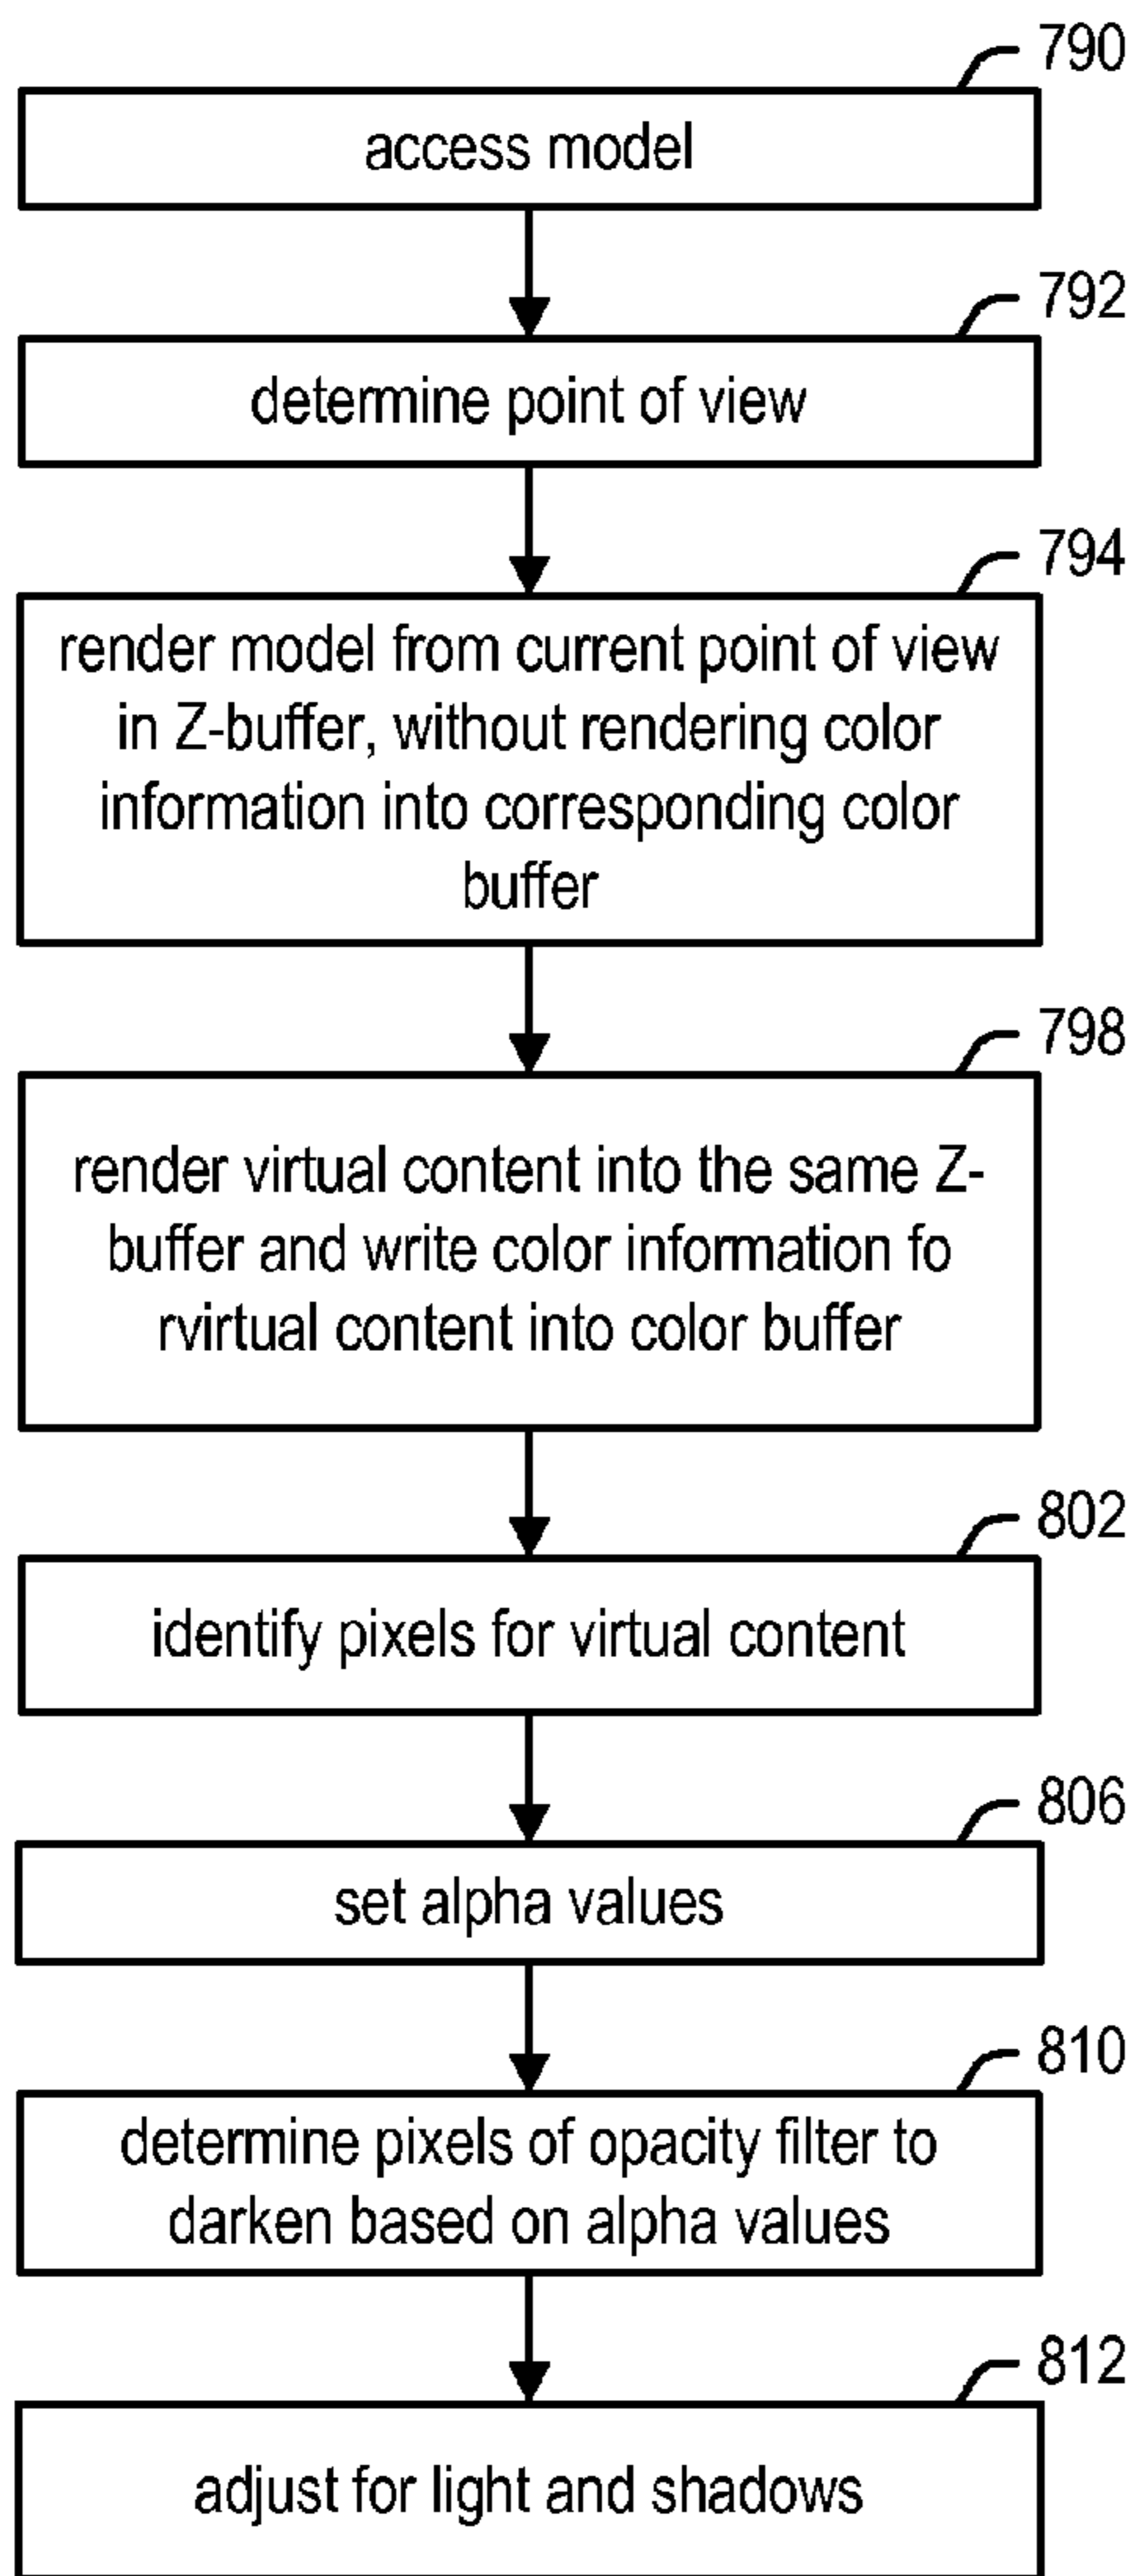 790
access model
792
determine point of view
794
render model from current point of view
in Z-buffer, without rendering color
information into corresponding color
buffer
798
render virtual content into the same Z-
buffer and write color information fo
rvirtual content into color buffer
802
identify pixels for virtual content
806
set alpha values
810
determine pixels of opacity filter to
darken based on alpha values
812
adjust for light and shadows